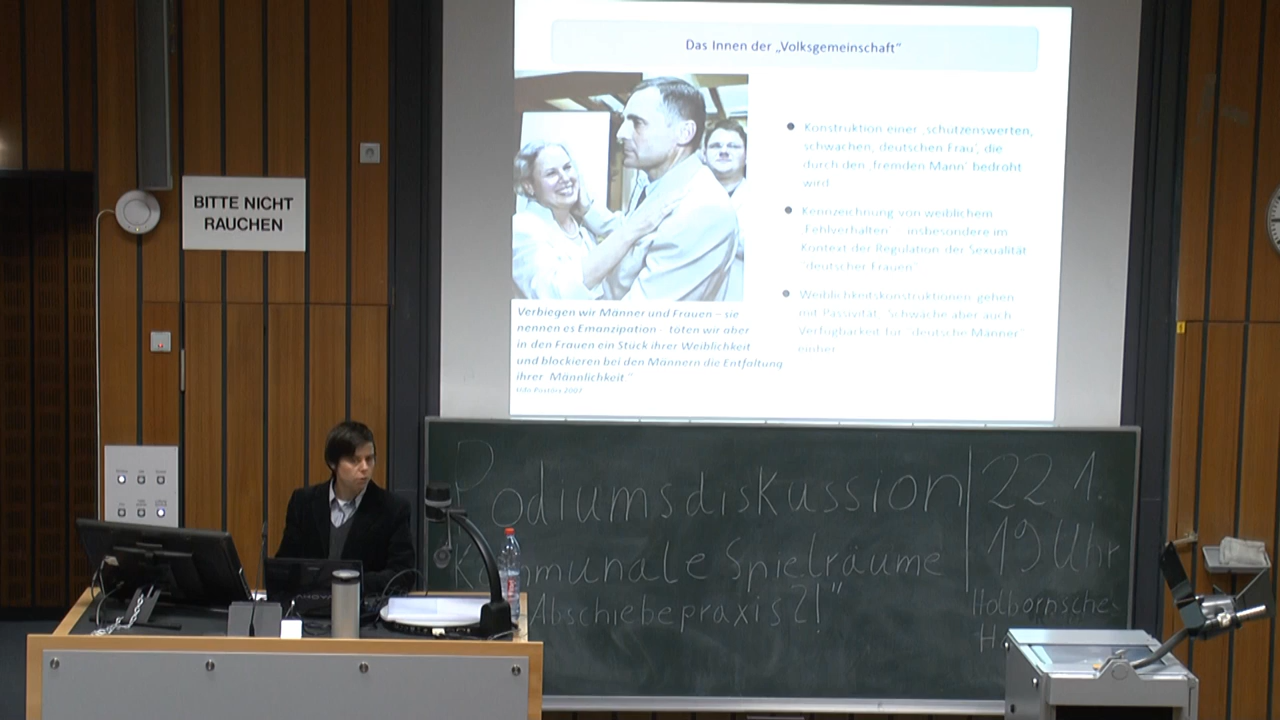 Das Innen der „Volksgemeinschaft“
Konstruktion einer ‚schützenswerten,
schwachen, deutschen Frau‘, die
durch den ‚fremden Mann‘ bedroht
wird
Kennzeichnung von weiblichem
‚Fehlverhalten‘ insbesondere im
Kontext der Regulation der Sexualität
‚deutscher Frauen‘
Weiblichkeitskonstruktionen gehen
mit Passivität, Schwäche aber auch
Verfügbarkeit für ‚deutsche Männer‘
einher
Verbiegen wir Männer und Frauen – sie
nennen es Emanzipation - töten wir aber
in den Frauen ein Stück ihrer Weiblichkeit
und blockieren bei den Männern die Entfaltung
ihrer Männlichkeit“
Udo Pastörs 2007
BITTE NICHT
RAUCHEN
Podiumsdiskussion
Kommunale Spielräume
Abschiebepraxis?!"
22 1.
19 Uhr
Holbornsche